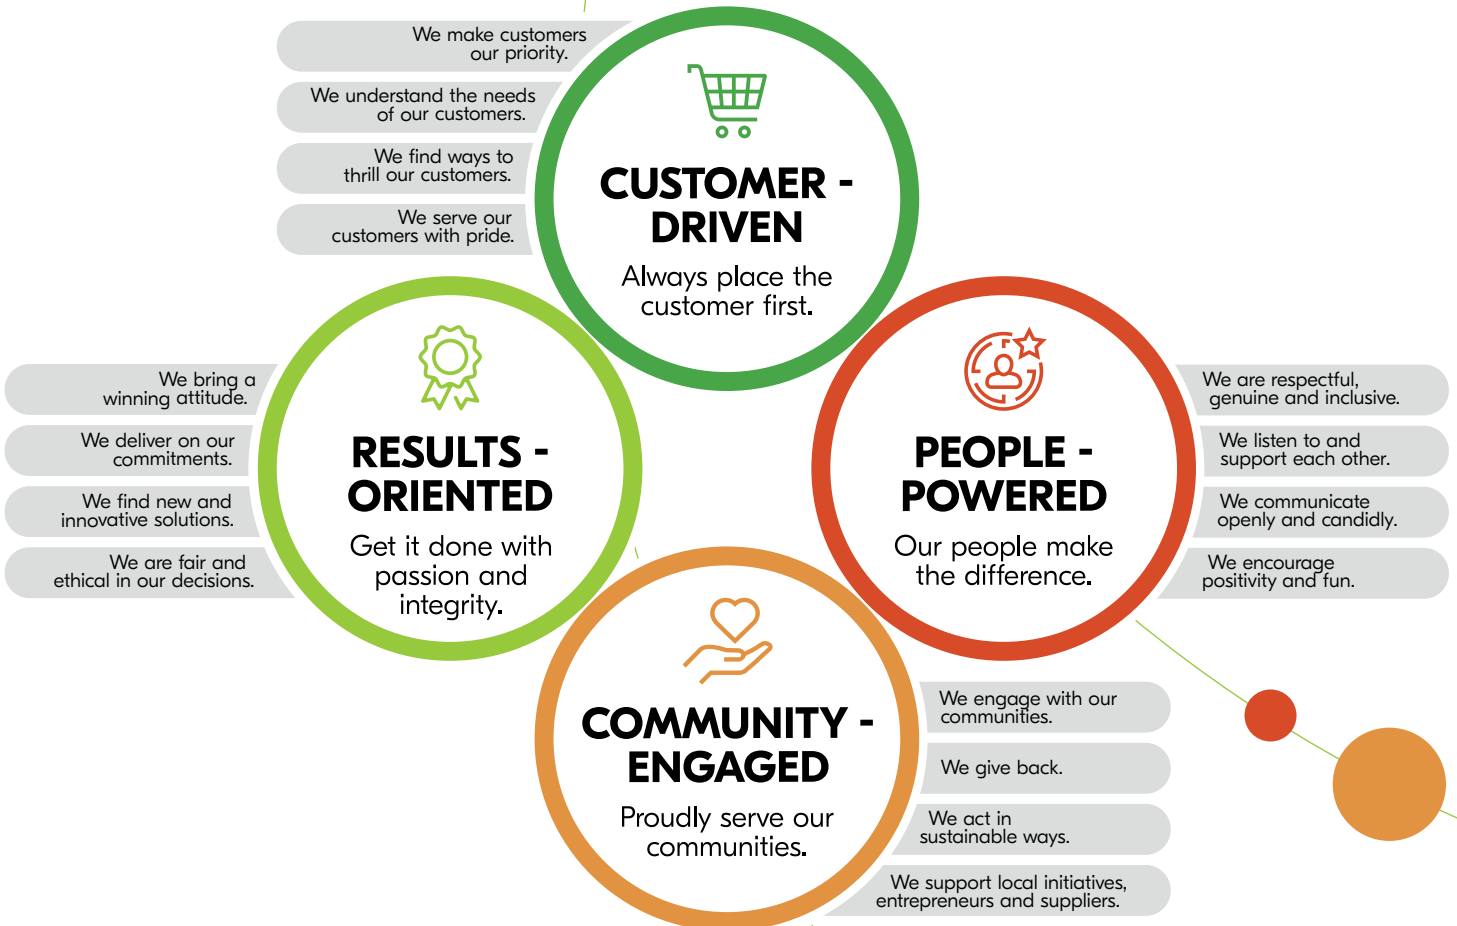 We make customers
our priority.
We understand the needs
of our customers.
We find ways to
thrill our customers.
We serve our
customers with pride.
CUSTOMER -
DRIVEN
Always place the
customer first.
We bring a
winning attitude.
We deliver on our
commitments.
We find new and
innovative solutions.
We are fair and
ethical in our decisions.
RESULTS -
ORIENTED
Get it done with
passion and
integrity.
PEOPLE -
POWERED
Our people make
the difference.
We are respectful,
genuine and inclusive.
We listen to and
support each other.
We communicate
openly and candidly.
We encourage
positivity and fun.
COMMUNITY -
ENGAGED
Proudly serve our
communities.
We engage with our
communities.
We give back.
We act in
sustainable ways.
We support local initiatives,
entrepreneurs and suppliers.